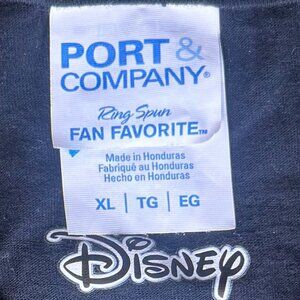 PORT &
COMPANY®
Ring Spun
FAN FAVORITE™
Made in Honduras
Fabriqué au Honduras
Hecho en Honduras
XL | TG | EG
Disney